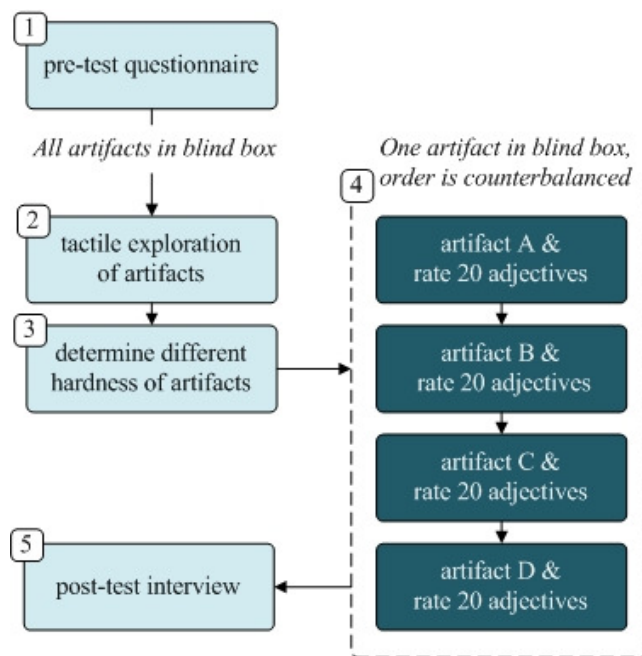 1
pre-test questionnaire
All artifacts in blind box
2
tactile exploration
of artifacts
3
determine different
hardness of artifacts
One artifact in blind box,
order is counterbalanced
4
artifact A &
rate 20 adjectives
artifact B &
rate 20 adjectives
artifact C &
rate 20 adjectives
artifact D &
rate 20 adjectives
5
post-test interview